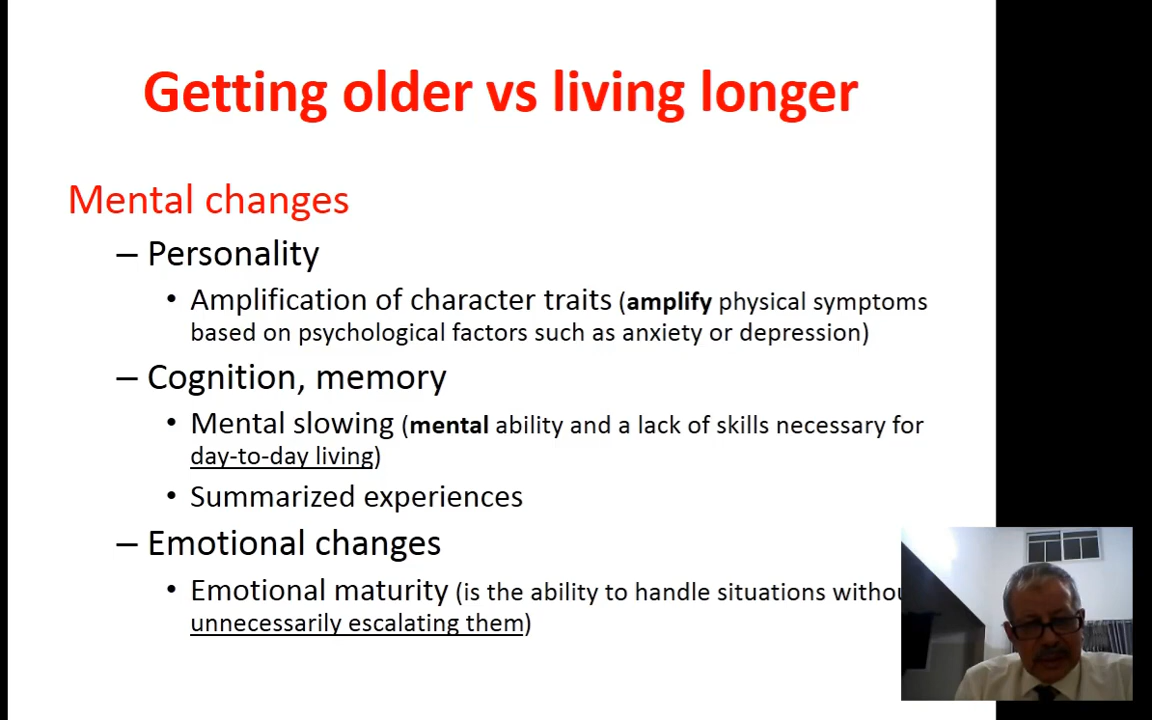 Getting older vs living longer
Mental changes
– Personality
• Amplification of character traits (amplify physical symptoms
based on psychological factors such as anxiety or depression)
– Cognition, memory
• Mental slowing (mental ability and a lack of skills necessary for
day-to-day living)
• Summarized experiences
– Emotional changes
• Emotional maturity (is the ability to handle situations withou
unnecessarily escalating them)